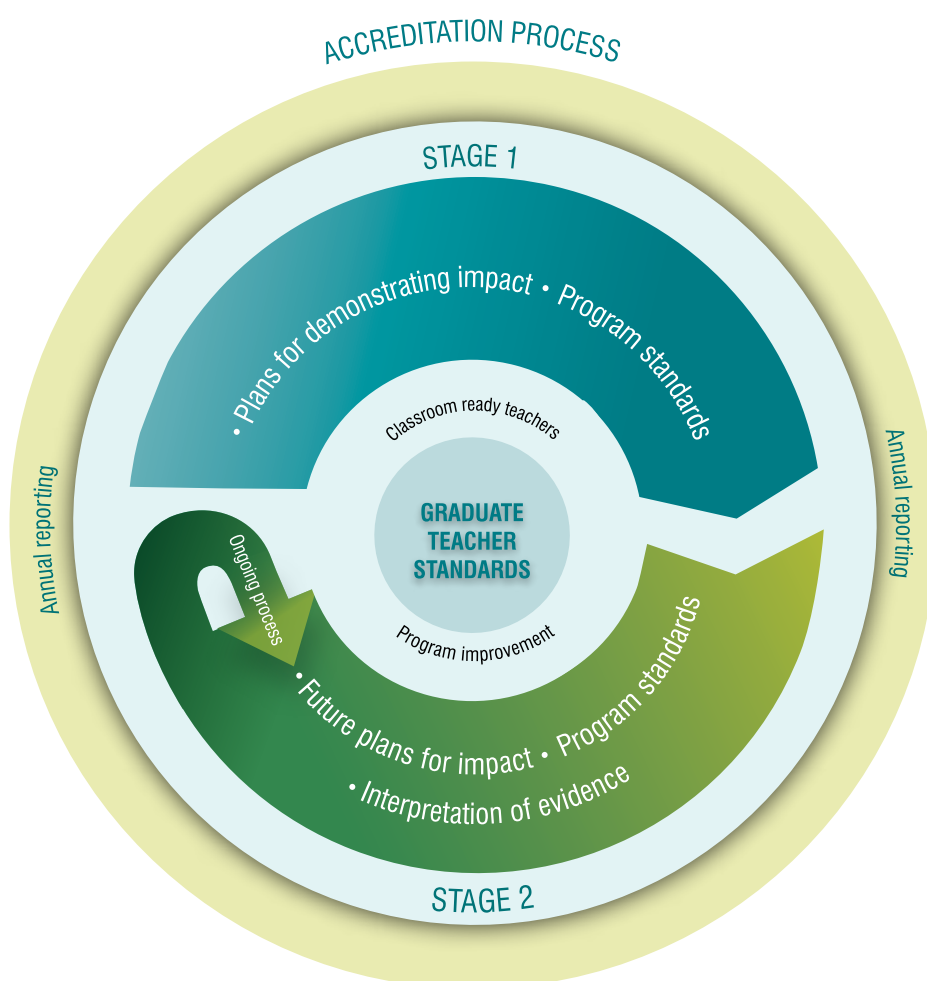 ACCREDITATION PROCESS
STAGE 1
• Plans for demonstrating impact • Program standards
Classroom ready teachers
GRADUATE
TEACHER
STANDARDS
Program improvement
Annual reporting
Annual reporting
Ongoing process
• Future plans for impact • Program standards
• Interpretation of evidence
STAGE 2